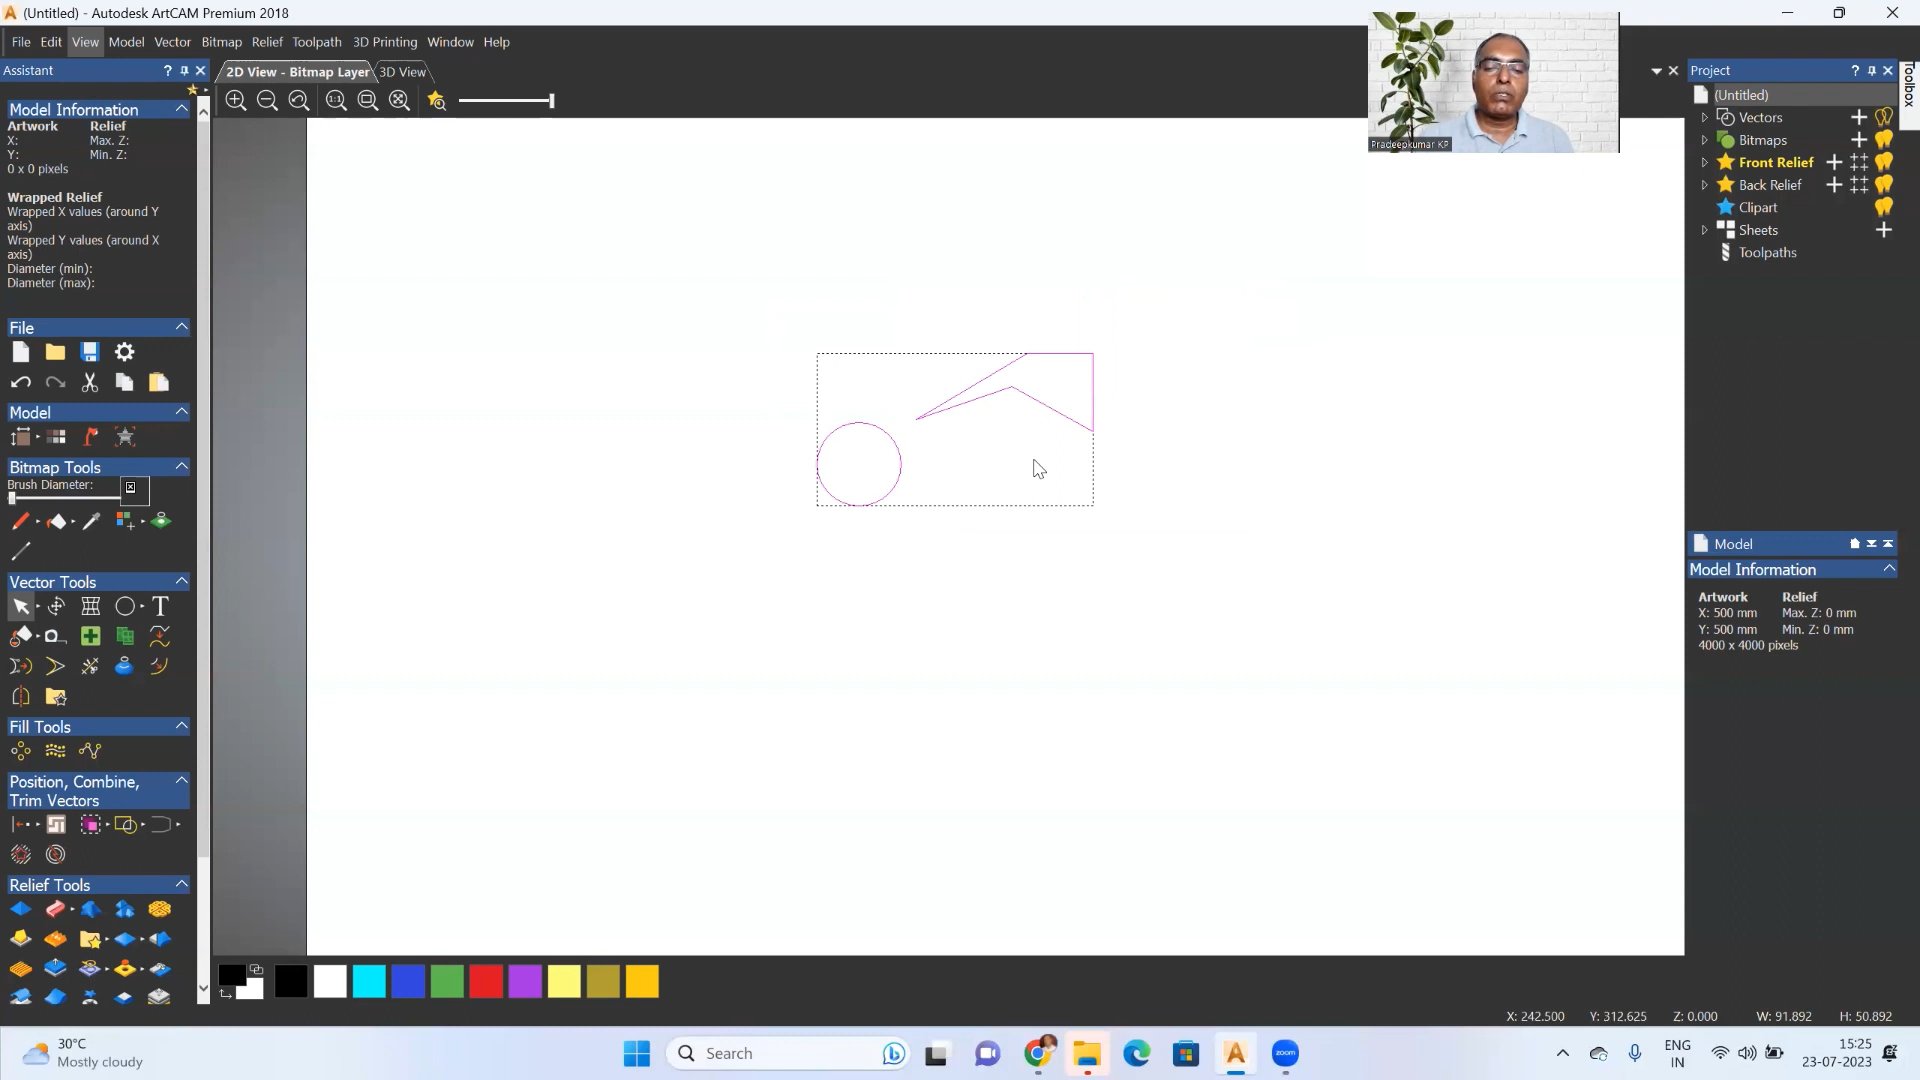 (Untitled) - Autodesk ArtCAM Premium 2018
File Edit View Model Vector Bitmap Relief Toolpath 3D Printing Window Help
Assistant
2D View - Bitmap Layer
3D View
Model Information
Artwork Relief
X: Max. Z:
Y: Min. Z:
0 x 0 pixels
Wrapped Relief
Wrapped X values (around Y
axis)
Wrapped Y values (around X
axis)
Diameter (min):
Diameter (max):
File
Model
Bitmap Tools
Brush Diameter:
Vector Tools
Fill Tools
Position, Combine,
Trim Vectors
Relief Tools
1:1
Pradeepkumar KP
Project
Toolbox
(Untitled)
Vectors
Bitmaps
Front Relief
Back Relief
Clipart
Sheets
Toolpaths
Model
Model Information
Artwork Relief
X: 500 mm Max. Z: 0 mm
Y: 500 mm Min. Z: 0 mm
4000 x 4000 pixels
X: 242.500 Y: 312.625 Z: 0.000 W: 91.892 H: 50.892
30°C
Mostly cloudy
Search
zoom
ENG
IN
15:25
23-07-2023